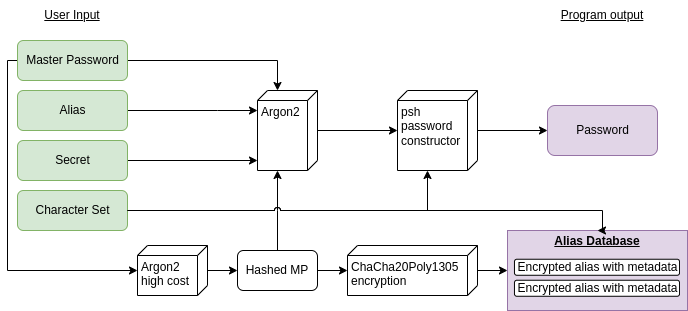 User Input
Program output
Master Password
Alias
Secret
Character Set
Argon2
psh
password
constructor
Password
Argon2
high cost
Hashed MP
ChaCha20Poly1305
encryption
Alias Database
Encrypted alias with metadata
Encrypted alias with metadata